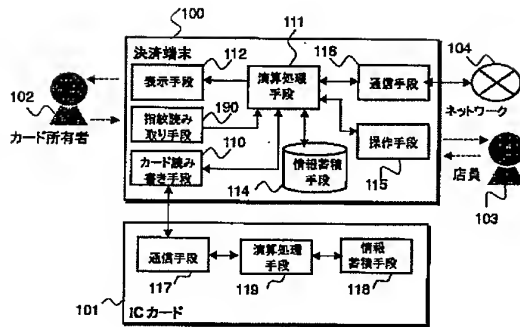 100
111
決済端末
112
116
104
表示手段
演算処理
手段
通信手段
102
190
ネットワーク
カード所有者
指紋読み
取り手段
110
カード読み
書き手段
情報蓄積
手段
操作手段
114
115
店員
103
通信手段
演算処理
手段
情報
蓄積手段
117
119
118
101
ICカード